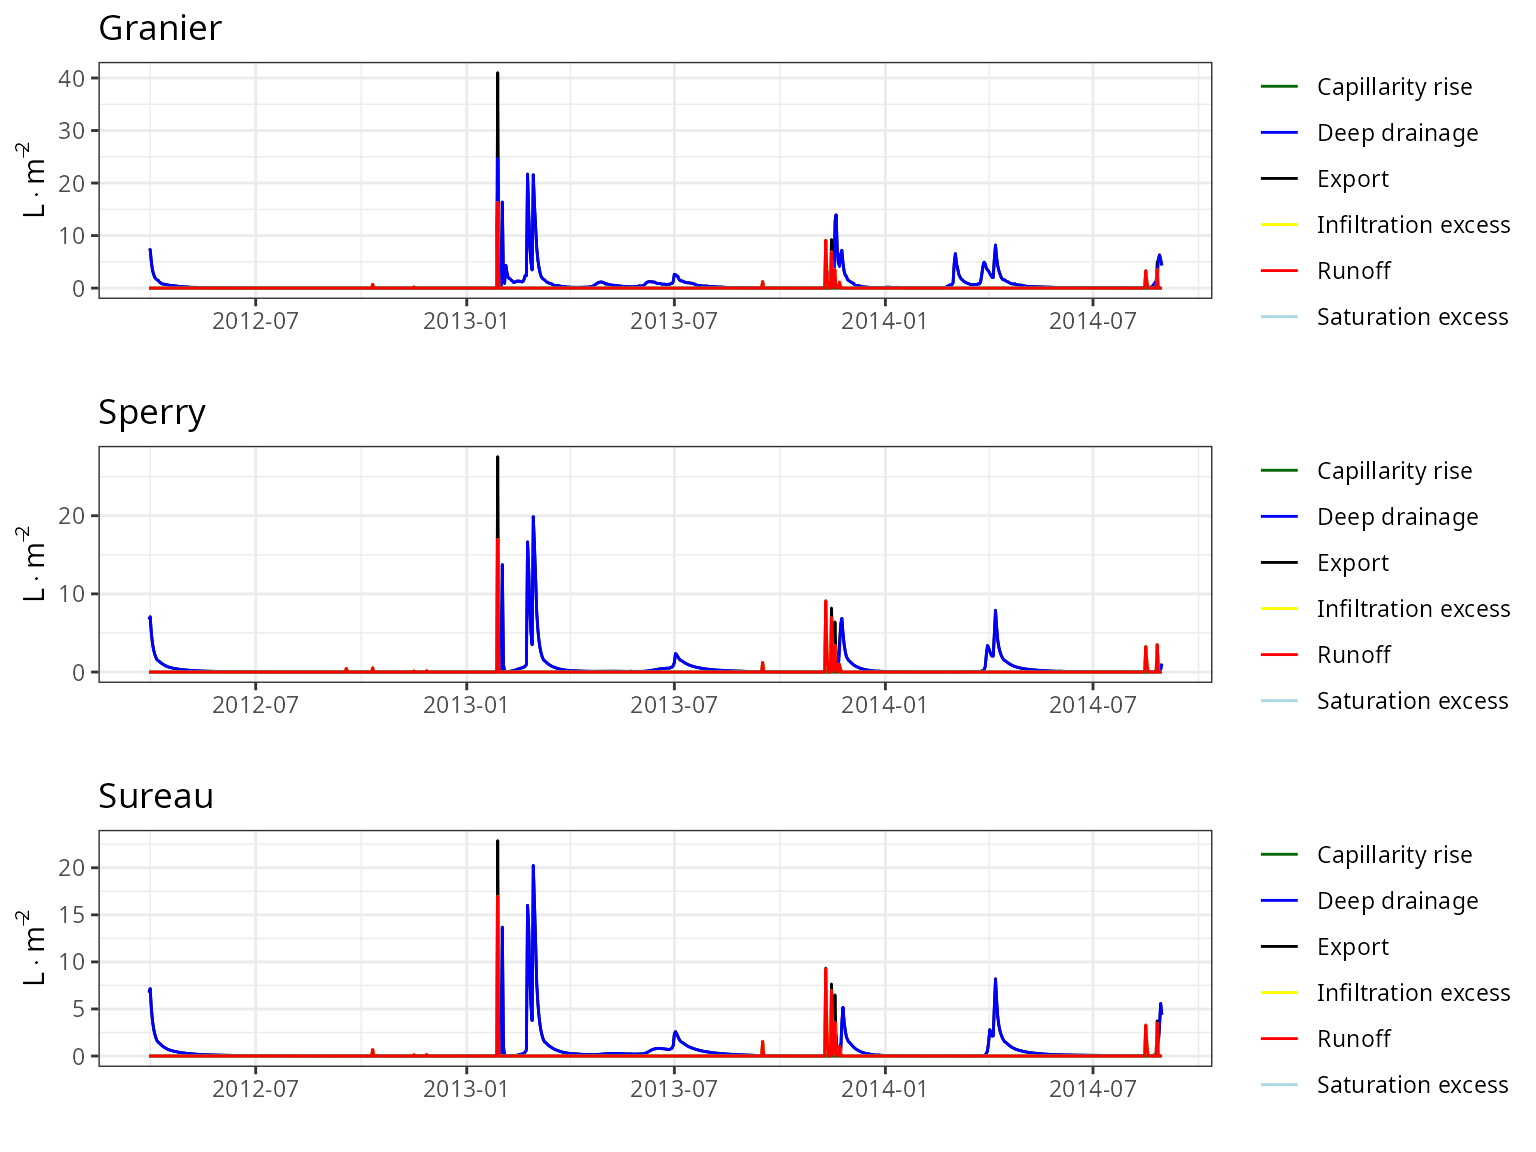 Granier
L · m⁻²
40
30
20
10
0
2012-07 2013-01 2013-07 2014-01 2014-07
Capillarity rise
Deep drainage
Export
Infiltration excess
Runoff
Saturation excess
Sperry
L · m⁻²
20
10
0
2012-07 2013-01 2013-07 2014-01 2014-07
Capillarity rise
Deep drainage
Export
Infiltration excess
Runoff
Saturation excess
Sureau
L · m⁻²
20
15
10
5
0
2012-07 2013-01 2013-07 2014-01 2014-07
Capillarity rise
Deep drainage
Export
Infiltration excess
Runoff
Saturation excess